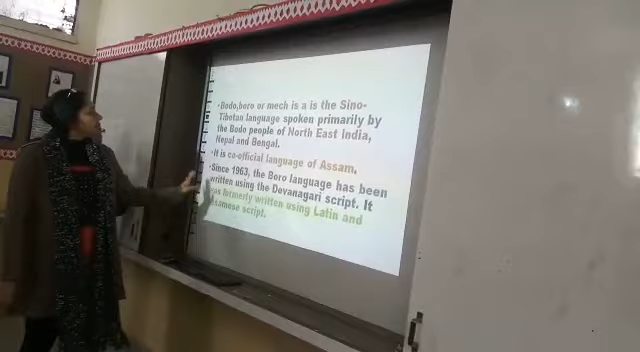 •Bodo,boro or mech is a is the Sino-
Tibetan language spoken primarily by
the Bodo people of North East India,
Nepal and Bengal.
•It is co-official language of Assam.
•Since 1963, the Boro language has been
written using the Devanagari script. It
was formerly written using Latin and
script.